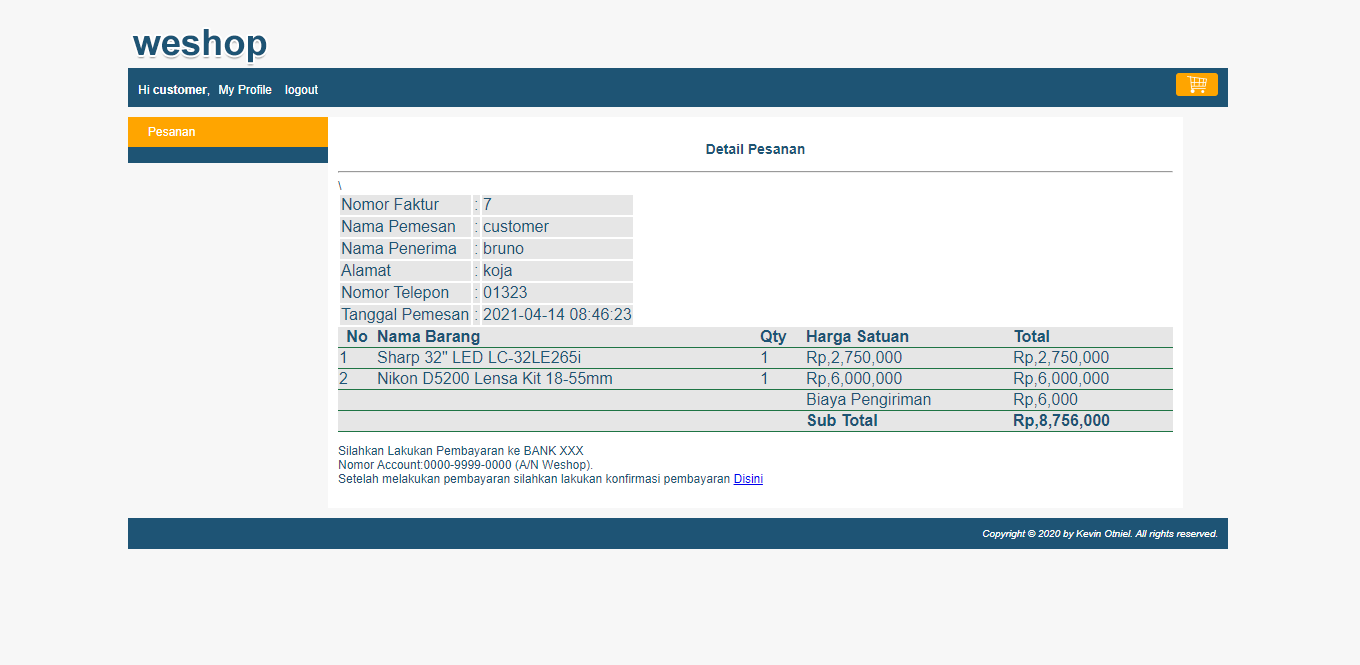 weshop
Hi customer, My Profile logout
Pesanan
Detail Pesanan
\
Nomor Faktur : 7
Nama Pemesan : customer
Nama Penerima : bruno
Alamat : koja
Nomor Telepon : 01323
Tanggal Pemesan : 2021-04-14 08:46:23
No Nama Barang Qty Harga Satuan Total
1 Sharp 32" LED LC-32LE265i 1 Rp,2,750,000 Rp,2,750,000
2 Nikon D5200 Lensa Kit 18-55mm 1 Rp,6,000,000 Rp,6,000,000
Biaya Pengiriman Rp,6,000
Sub Total Rp,8,756,000
Silahkan Lakukan Pembayaran ke BANK XXX
Nomor Account:0000-9999-0000 (A/N Weshop).
Setelah melakukan pembayaran silahkan lakukan konfirmasi pembayaran Disini
Copyright © 2020 by Kevin Otniel. All rights reserved.